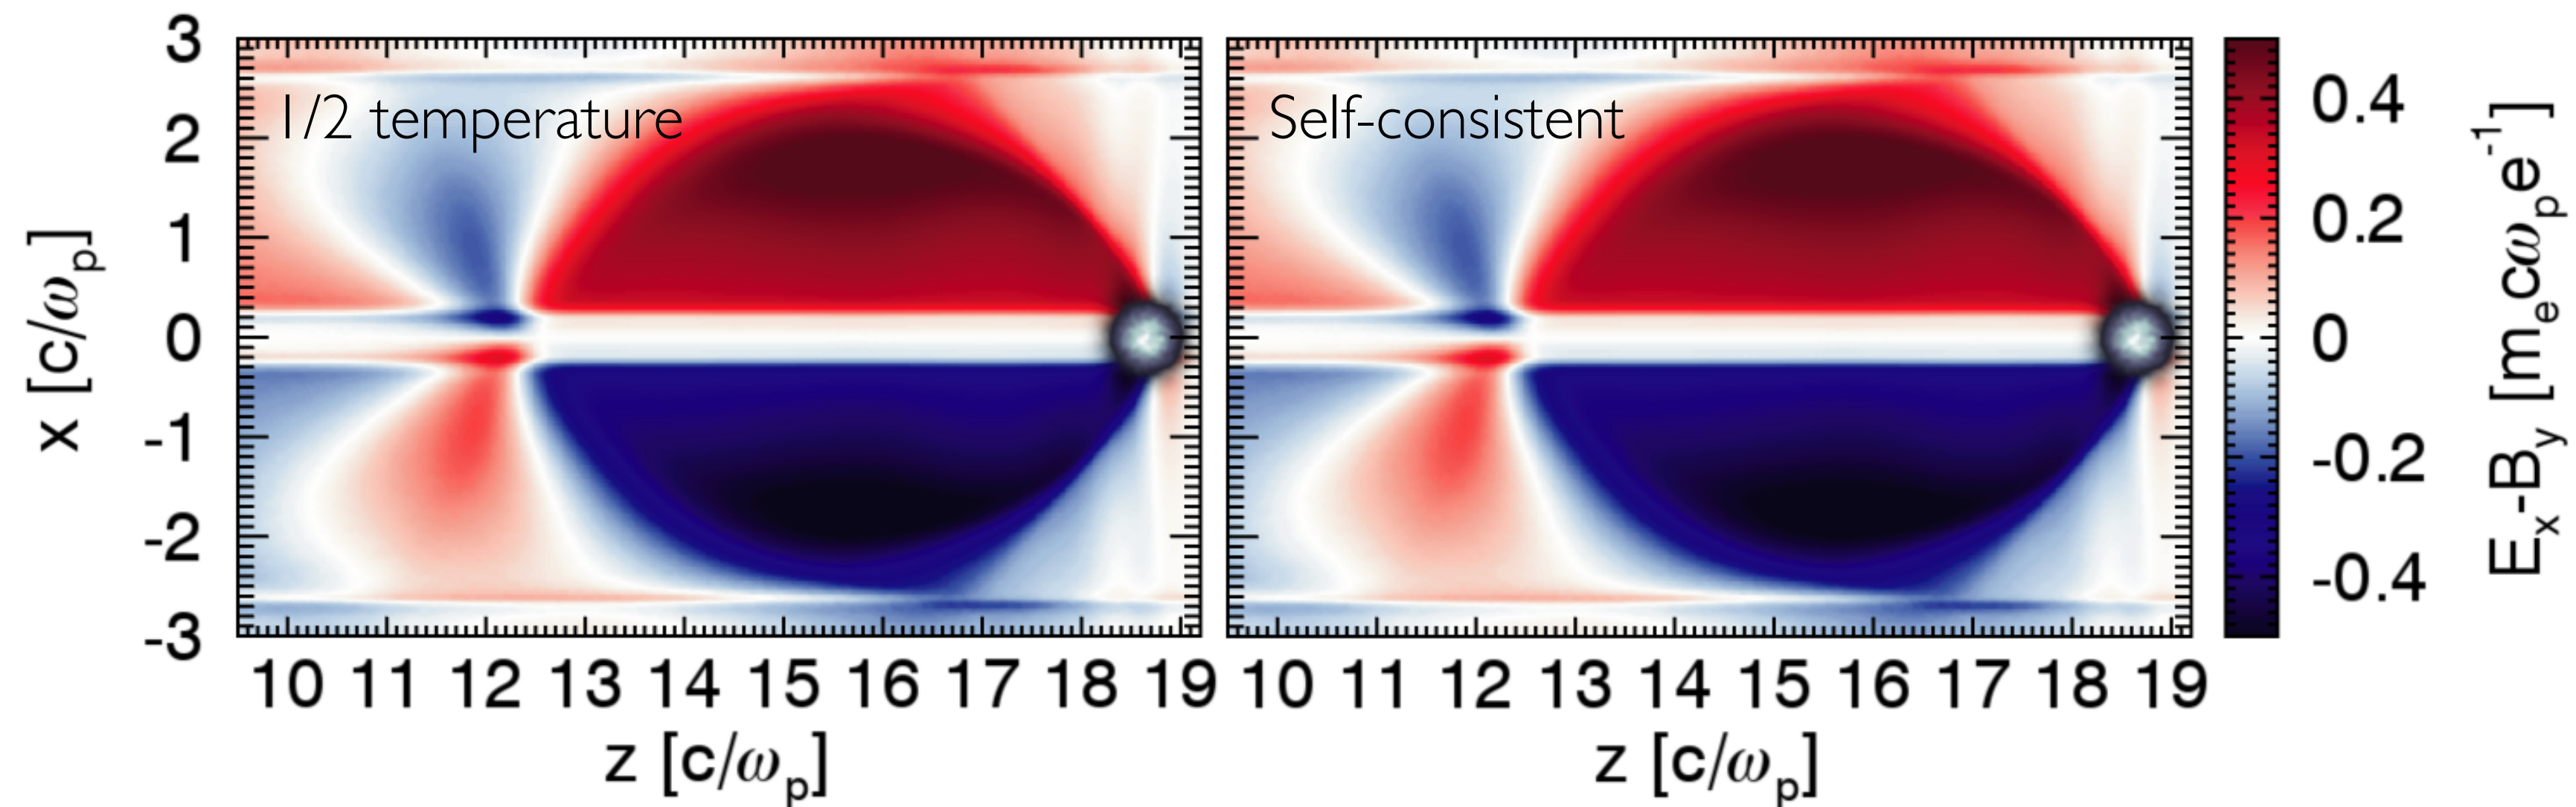 1/2 temperature
Self-consistent
3
2
1
0
-1
-2
-3
x [c/ωp]
10 11 12 13 14 15 16 17 18 19
10 11 12 13 14 15 16 17 18 19
z [c/ωp]
z [c/ωp]
0.4
0.2
0
-0.2
-0.4
Ex-By [mecωpe-1]